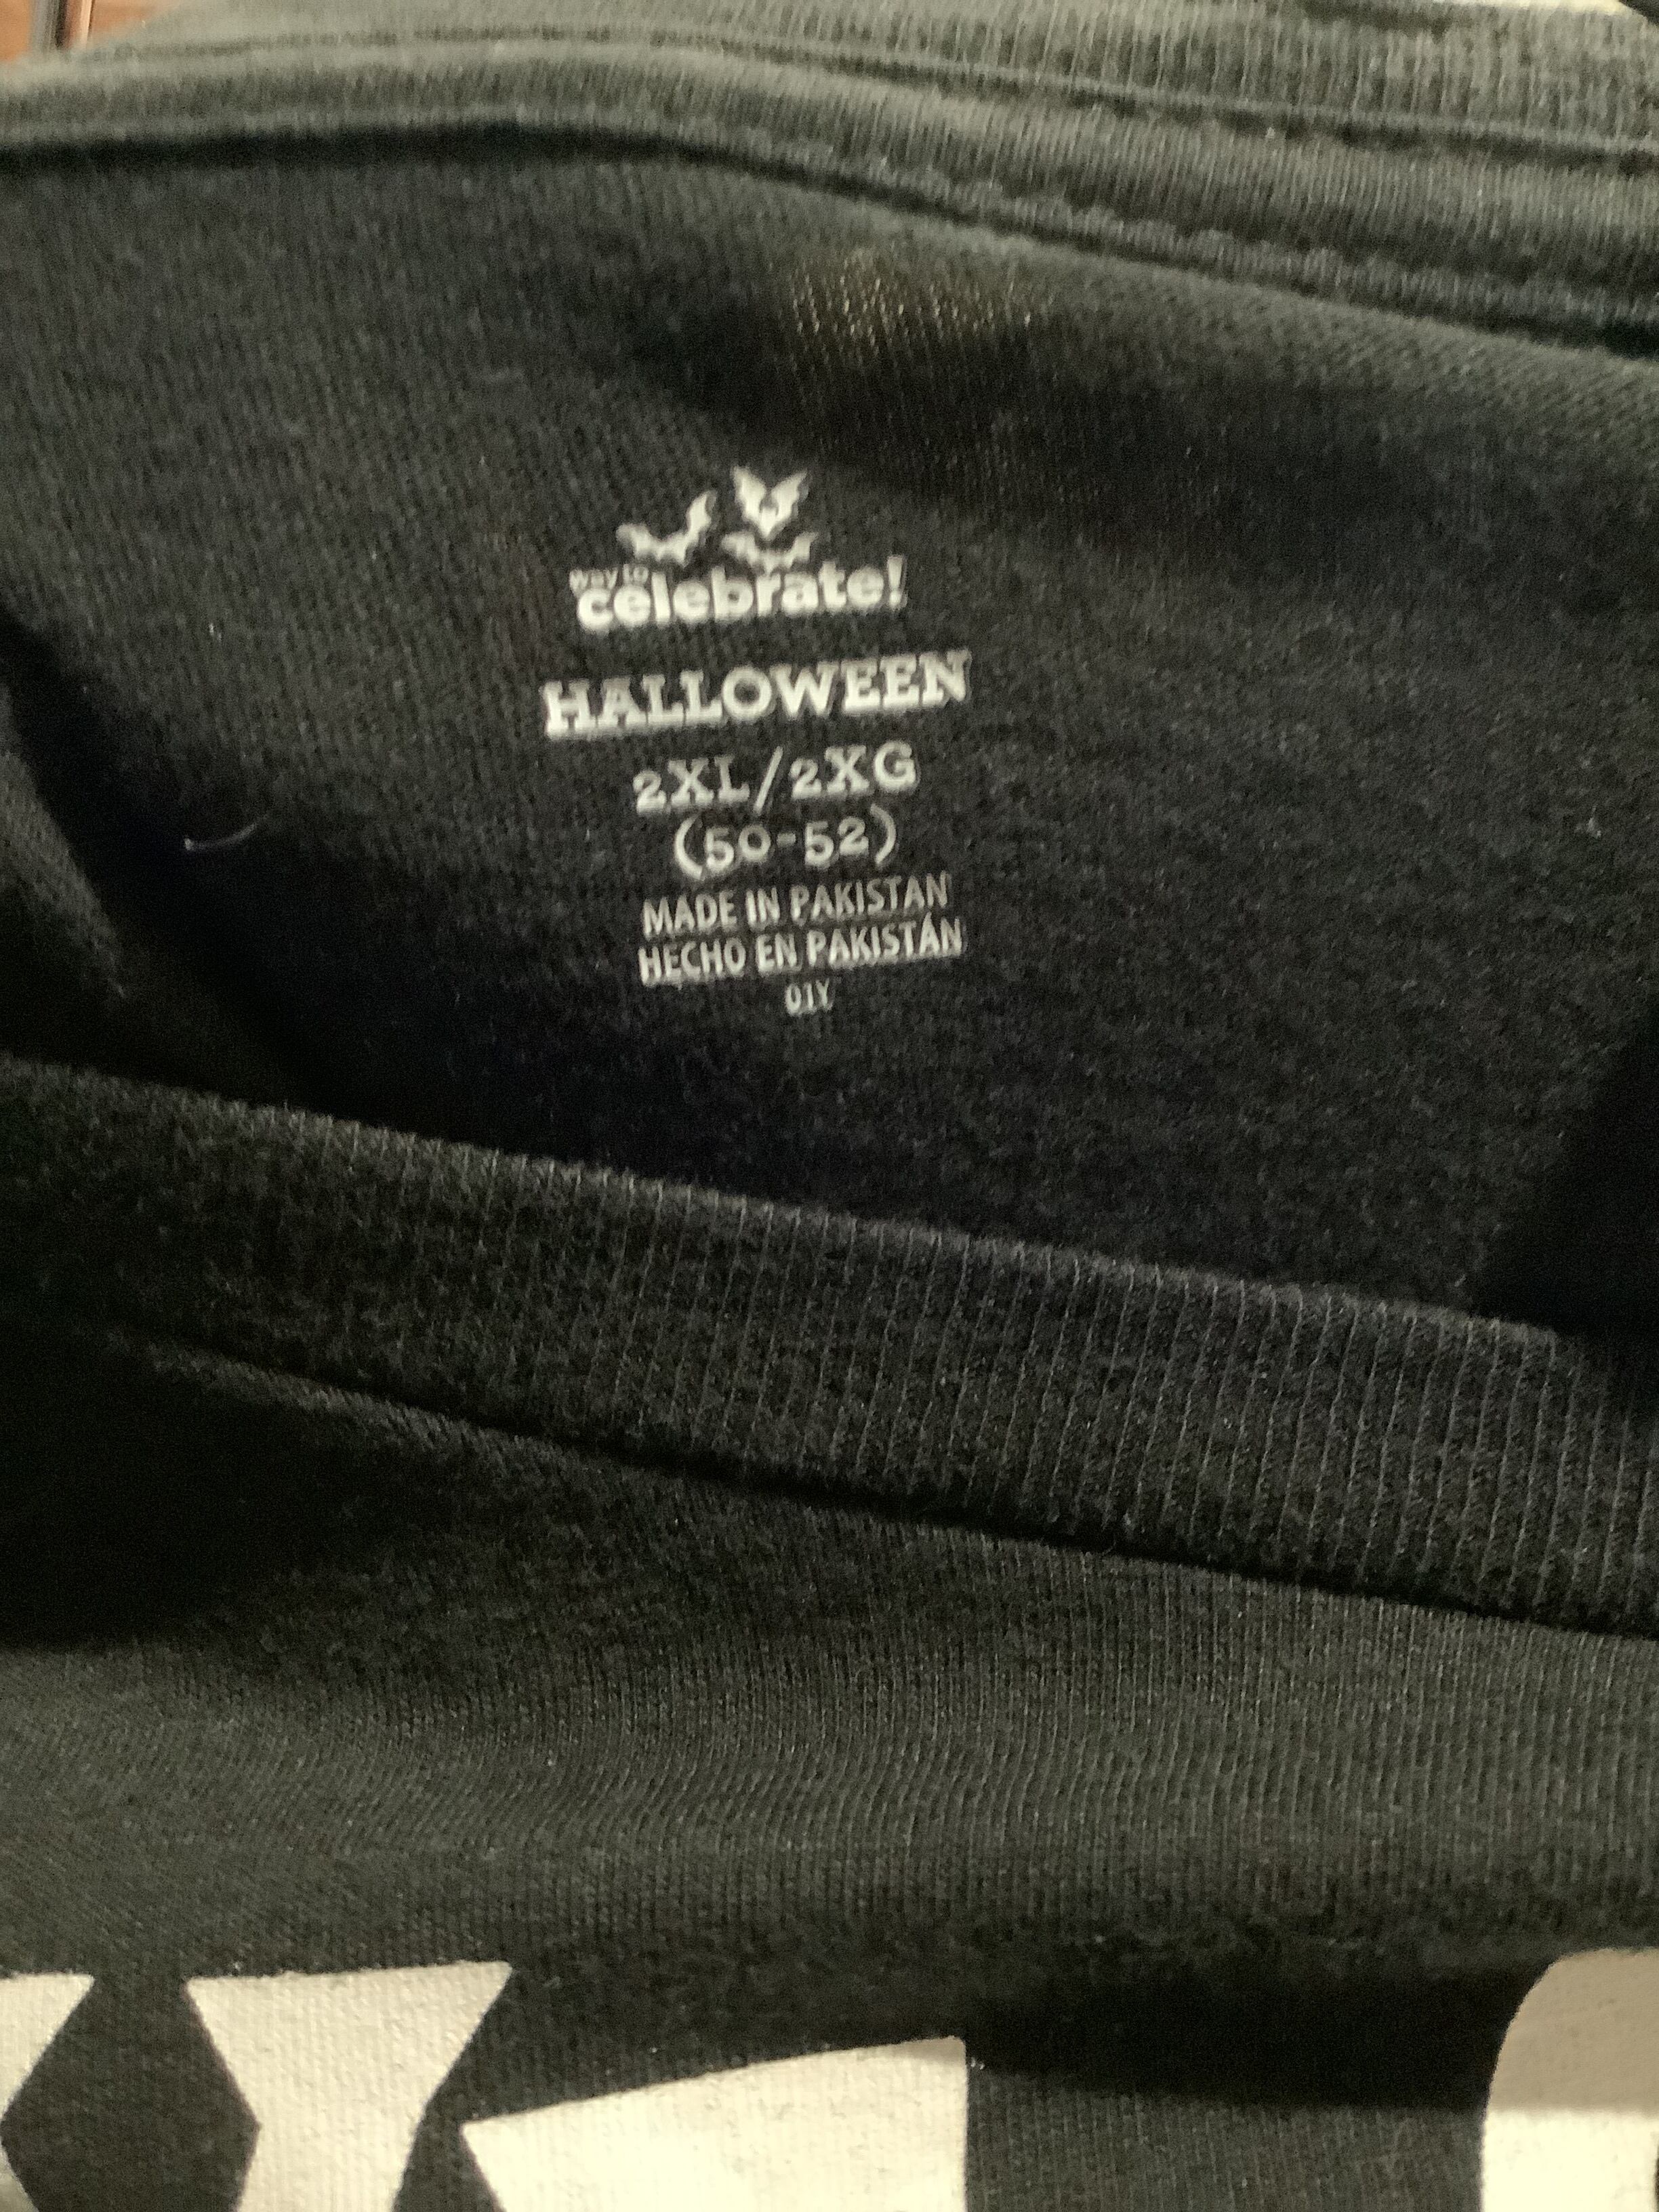 way to
celebrate!
HALLOWEEN
2XL/2XG
(50-52)
MADE IN PAKISTAN
HECHO EN PAKISTÁN
01Y